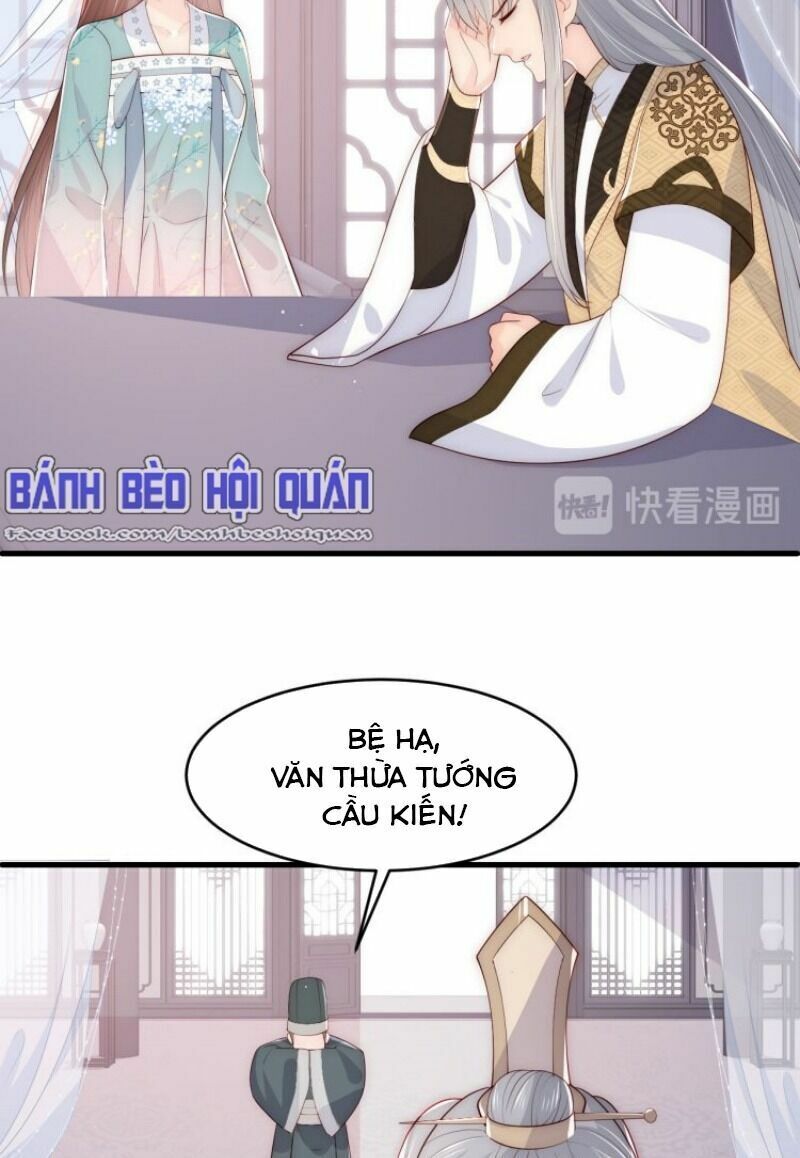 BÁNH BÈO HỘI QUÁN
Facebook.com/banhbeohoiquan
快看! 快看漫画
BỆ HẠ,
VĂN THỪA TƯỚNG
CẦU KIẾN!